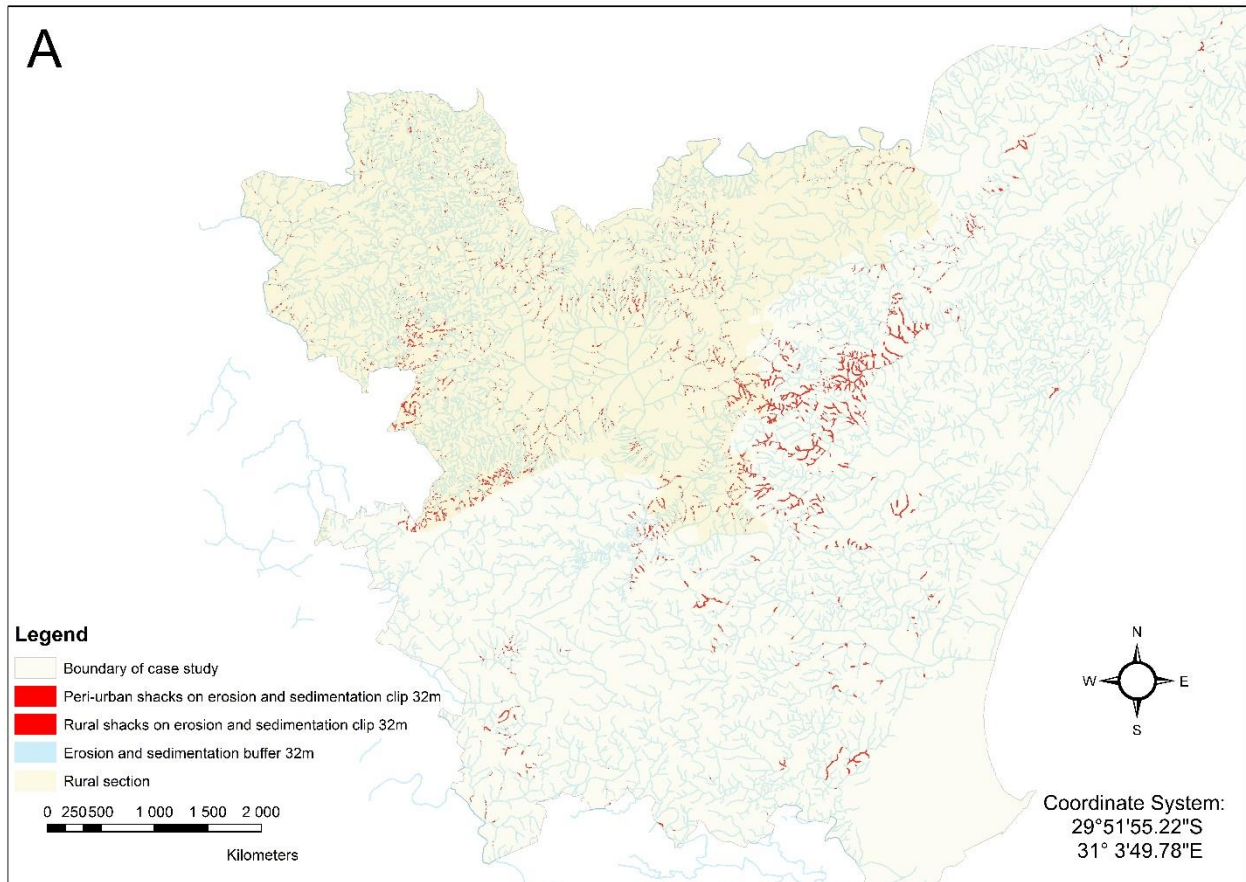 A
N
W E
S
Legend
Boundary of case study
Peri-urban shacks on erosion and sedimentation clip 32m
Rural shacks on erosion and sedimentation clip 32m
Erosion and sedimentation buffer 32m
Rural section
0 250500 1 000 1 500 2 000
Kilometers
Coordinate System:
29°51'55.22"S
31° 3'49.78"E